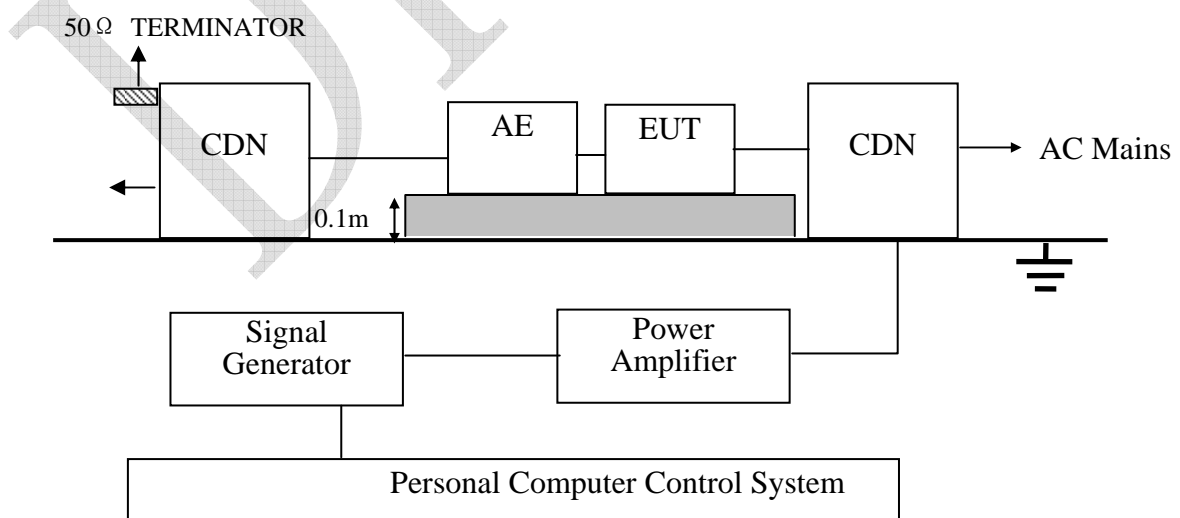 50Ω TERMINATOR
CDN
AE
EUT
CDN
AC Mains
0.1m
Signal
Generator
Power
Amplifier
Personal Computer Control System